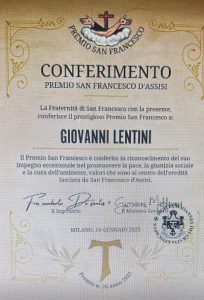 PREMIO SAN FRANCESCO
CONFERIMENTO
PREMIO SAN FRANCESCO D'ASSISI
La Fraternità di San Francesco con la presente,
conferisce il prestigioso Premio San Francesco a:
GIOVANNI LENTINI
Il Premio San Francesco è conferito in riconoscimento del suo
impegno eccezionale nel promuovere la pace, la giustizia sociale
e la cura dell'ambiente, valori che sono al centro dell'eredità
lasciata da San Francesco d'Assisi.
Il Segretario
Il Ministro
MILANO, 10 GENNAIO 2025